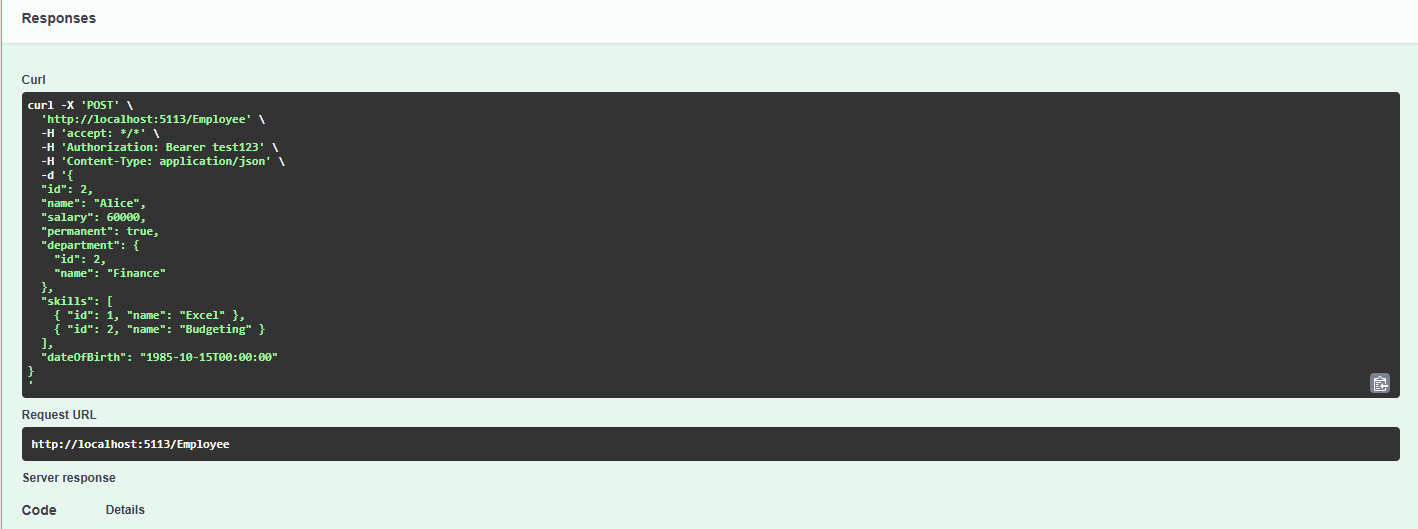 Responses
Curl
curl -X 'POST' \
  'http://localhost:5113/Employee' \
  -H 'accept: */*' \
  -H 'Authorization: Bearer test123' \
  -H 'Content-Type: application/json' \
  -d '{
  "id": 2,
  "name": "Alice",
  "salary": 60000,
  "permanent": true,
  "department": {
    "id": 2,
    "name": "Finance"
  },
  "skills": [
    { "id": 1, "name": "Excel" },
    { "id": 2, "name": "Budgeting" }
  ],
  "dateOfBirth": "1985-10-15T00:00:00"
}
'
Request URL
http://localhost:5113/Employee
Server response
Code Details